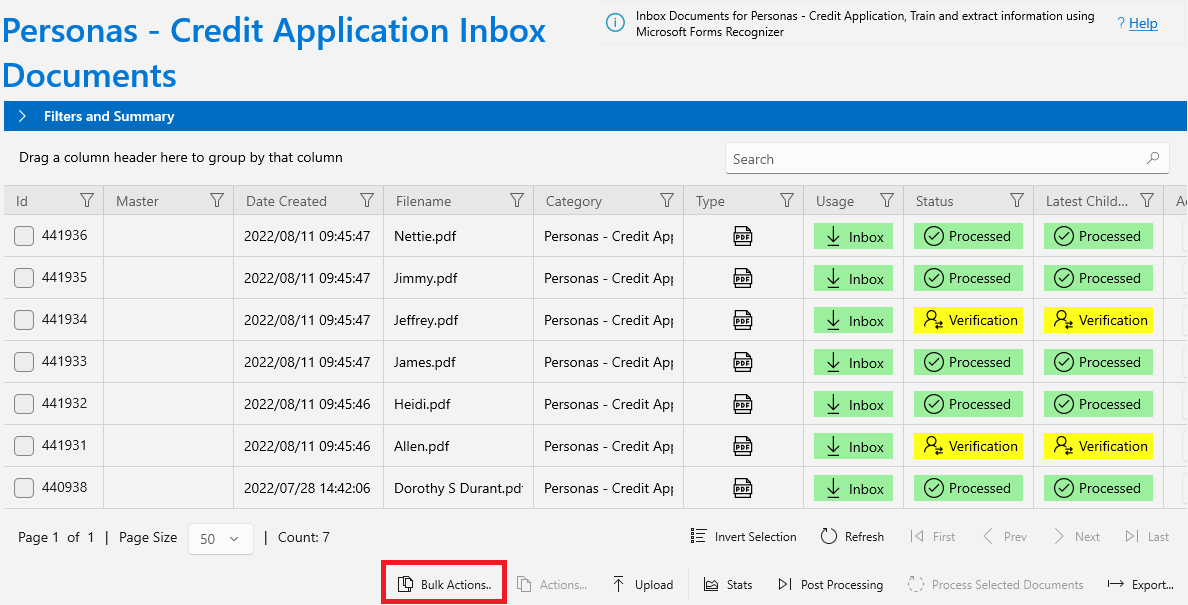 Personas - Credit Application Inbox
Documents
Inbox Documents for Personas - Credit Application, Train and extract information using
Microsoft Forms Recognizer
? Help
Filters and Summary
Drag a column header here to group by that column
Search
Id Master Date Created Filename Category Type Usage Status Latest Child...
441936 2022/08/11 09:45:47 Nettie.pdf Personas - Credit App PDF Inbox Processed Processed
441935 2022/08/11 09:45:47 Jimmy.pdf Personas - Credit App PDF Inbox Processed Processed
441934 2022/08/11 09:45:47 Jeffrey.pdf Personas - Credit App PDF Inbox Verification Verification
441933 2022/08/11 09:45:47 James.pdf Personas - Credit App PDF Inbox Processed Processed
441932 2022/08/11 09:45:46 Heidi.pdf Personas - Credit App PDF Inbox Processed Processed
441931 2022/08/11 09:45:46 Allen.pdf Personas - Credit App PDF Inbox Verification Verification
440938 2022/07/28 14:42:06 Dorothy S Durant.pdf Personas - Credit App PDF Inbox Processed Processed
Page 1 of 1 | Page Size 50 | Count: 7 Invert Selection Refresh First Prev Next Last
Bulk Actions.. Actions... Upload Stats Post Processing Process Selected Documents Export...